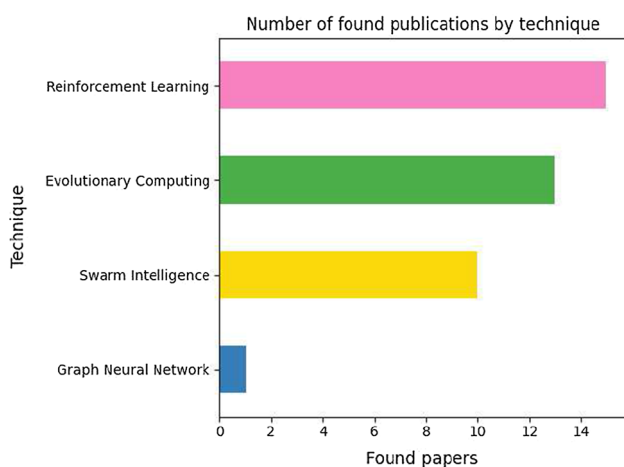 Number of found publications by technique
Reinforcement Learning
Evolutionary Computing
Swarm Intelligence
Graph Neural Network
Technique
0 2 4 6 8 10 12 14
Found papers